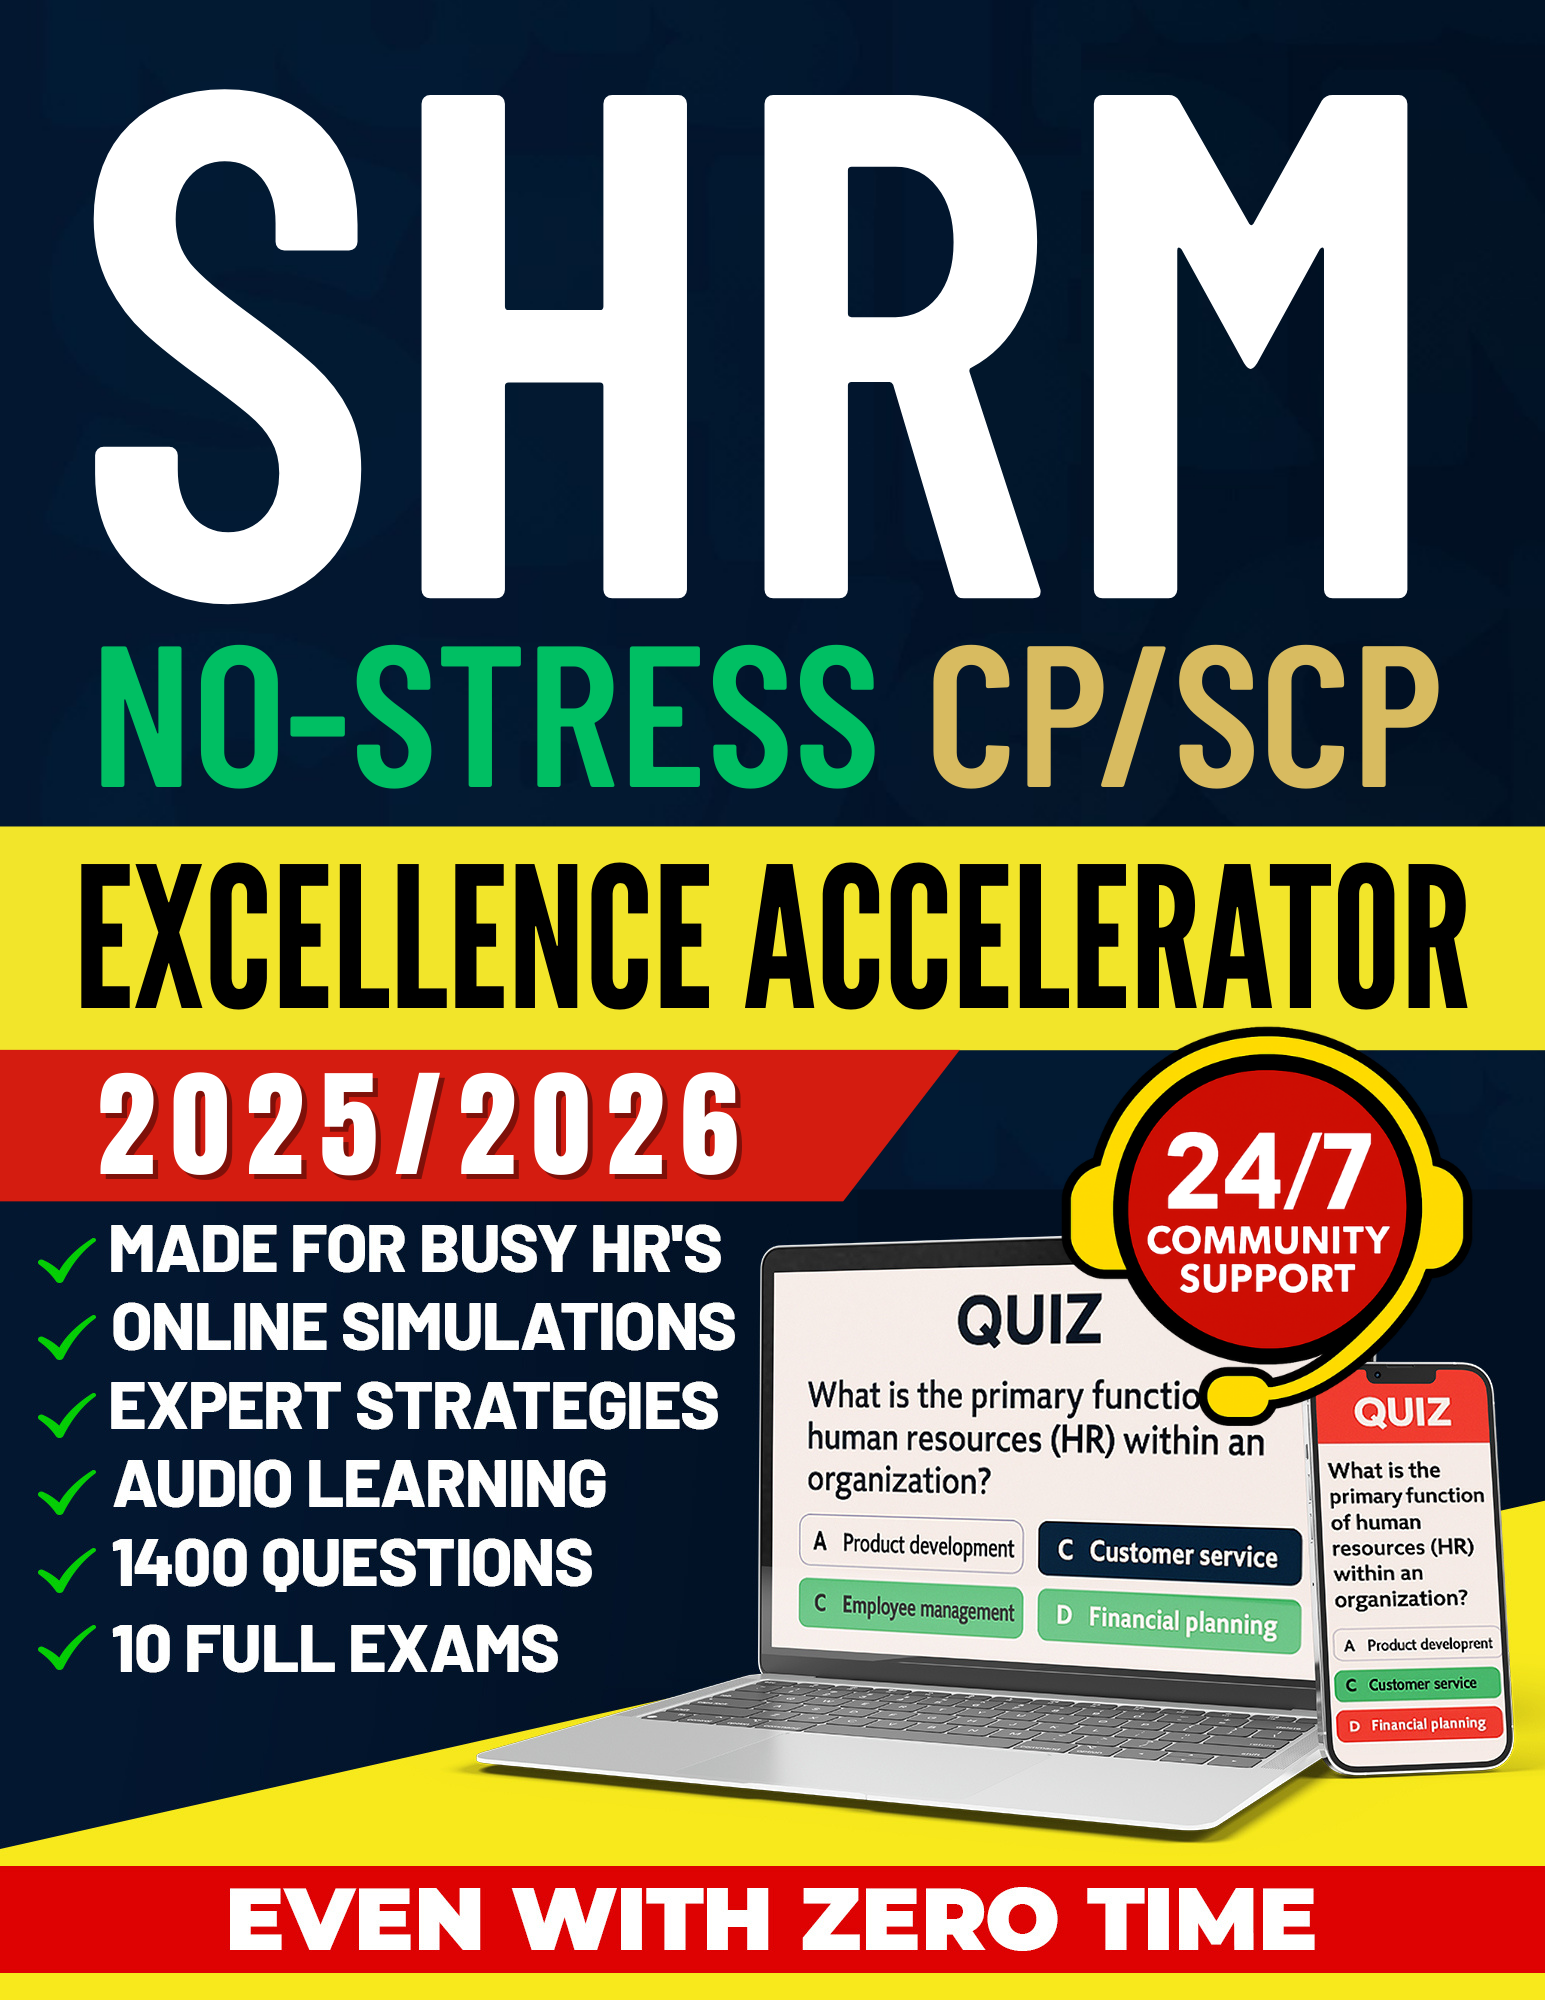 SHRM
NO-STRESS CP/SCP
EXCELLENCE ACCELERATOR
2025/2026
MADE FOR BUSY HR'S
ONLINE SIMULATIONS
EXPERT STRATEGIES
AUDIO LEARNING
1400 QUESTIONS
10 FULL EXAMS
24/7
COMMUNITY
SUPPORT
QUIZ
What is the primary functio
human resources (HR) within an
organization?
A Product development
C Customer service
C Employee management
D Financial planning
QUIZ
What is the
primary function
of human
resources (HR)
within an
organization?
A Product developrent
C Customer service
D Financial planning
EVEN WITH ZERO TIME